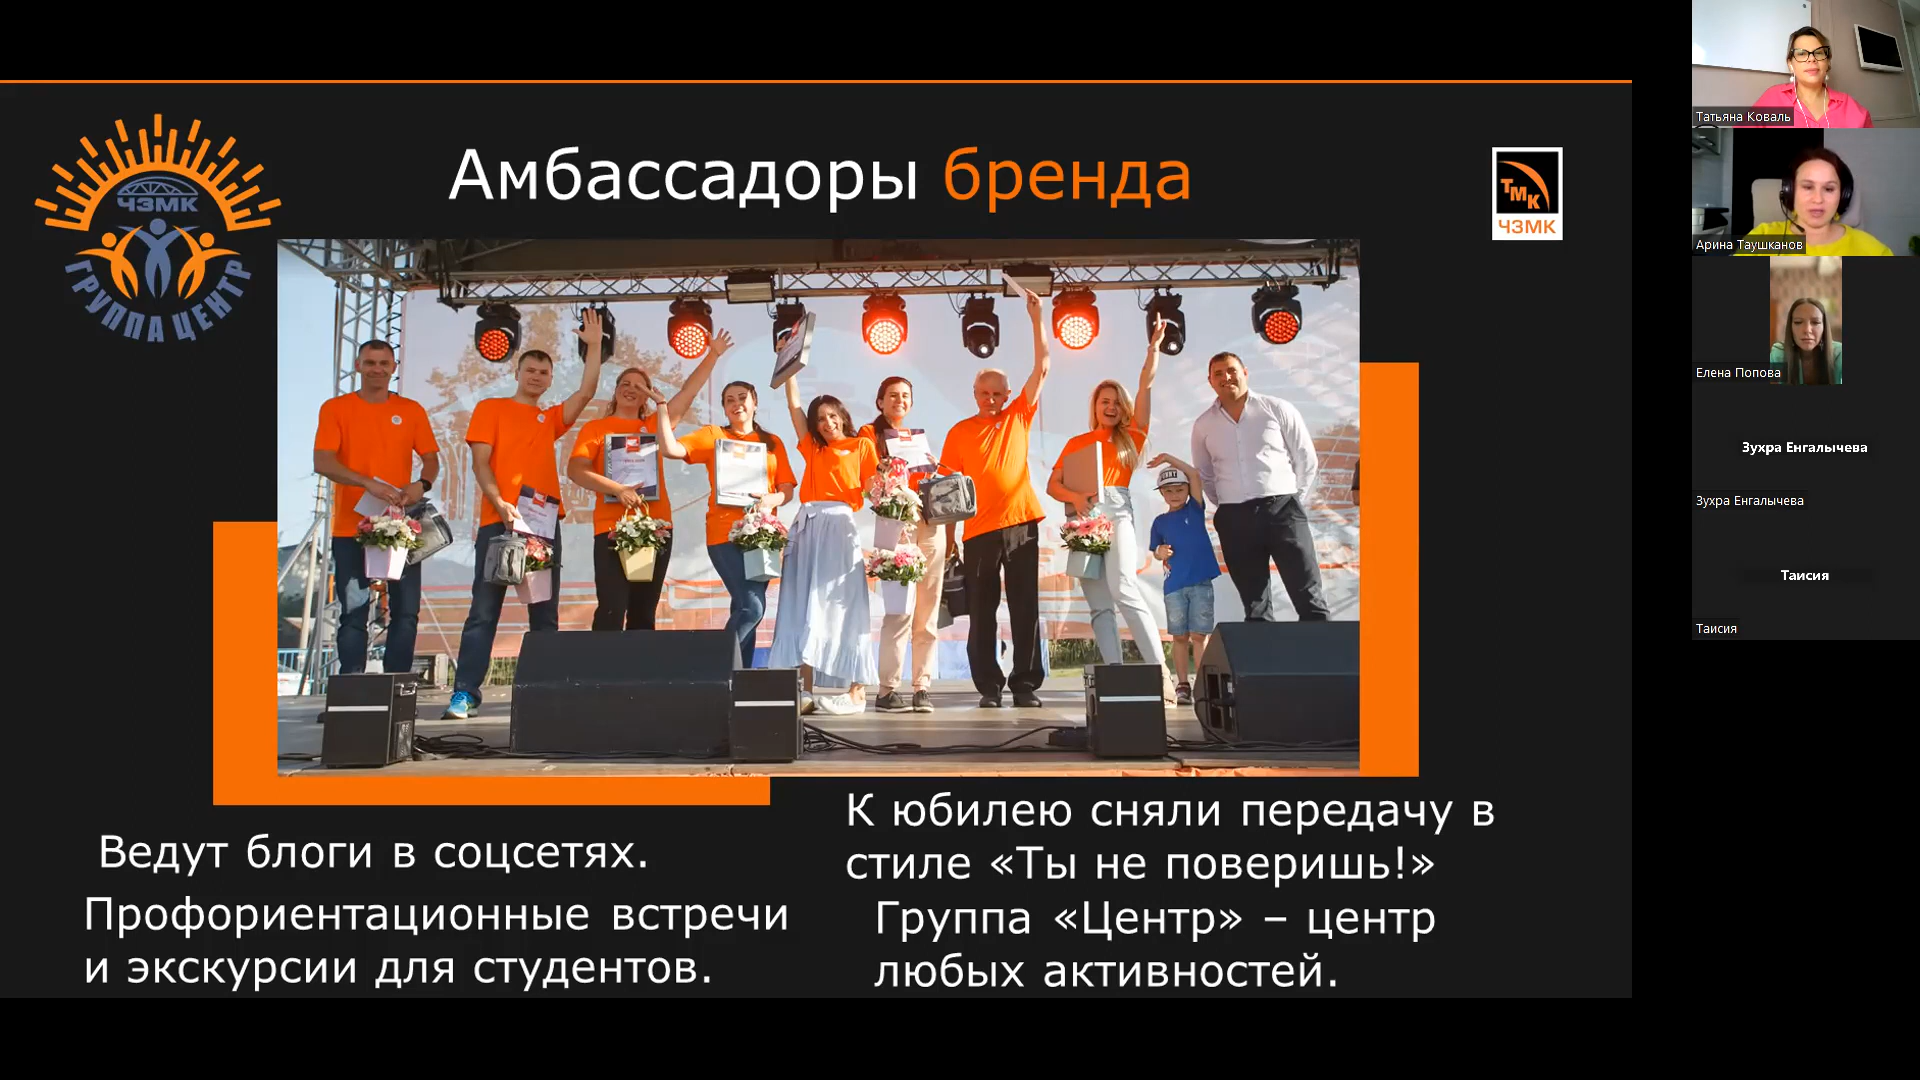 Амбассадоры бренда
ЧЗМК
ГРУППА ЦЕНТР
ТМК
ЧЗМК
Ведут блоги в соцсетях.
Профориентационные встречи
и экскурсии для студентов.
К юбилею сняли передачу в
стиле «Ты не поверишь!»
Группа «Центр» – центр
любых активностей.
Татьяна Коваль
Арина Таушканов
Елена Попова
Зухра Енгалычева
Зухра Енгалычева
Таисия
Таисия